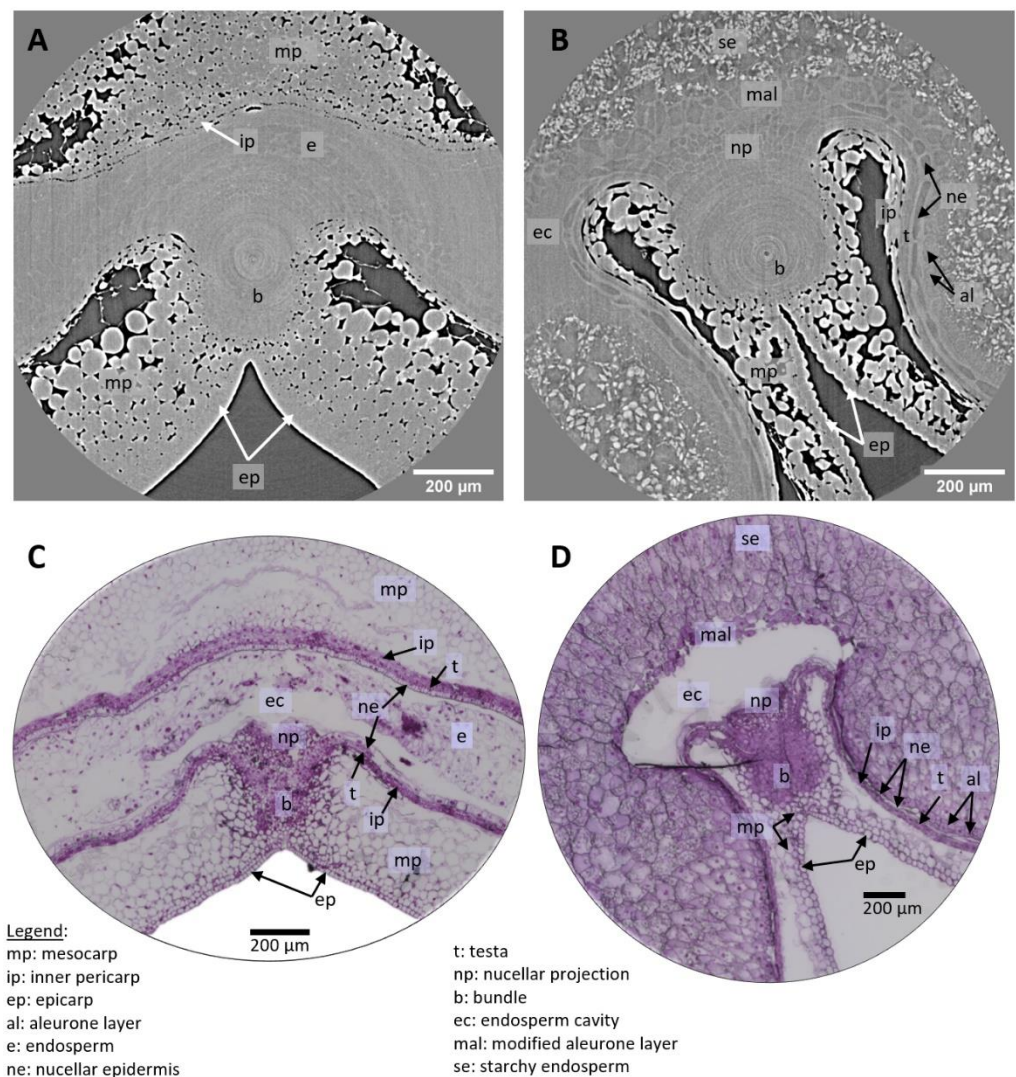 A
mp
ip
e
b
mp
ep
200 µm
B
se
mal
np
ne
ip
ec
t
b
al
mp
ep
200 µm
C
mp
ip
t
ne
ec
e
np
t
b
ip
mp
ep
200 µm
D
se
mal
np
ec
ip
ne
t
al
b
mp
ep
200 µm
Legend:
mp: mesocarp
ip: inner pericarp
ep: epicarp
al: aleurone layer
e: endosperm
ne: nucellar epidermis
t: testa
np: nucellar projection
b: bundle
ec: endosperm cavity
mal: modified aleurone layer
se: starchy endosperm